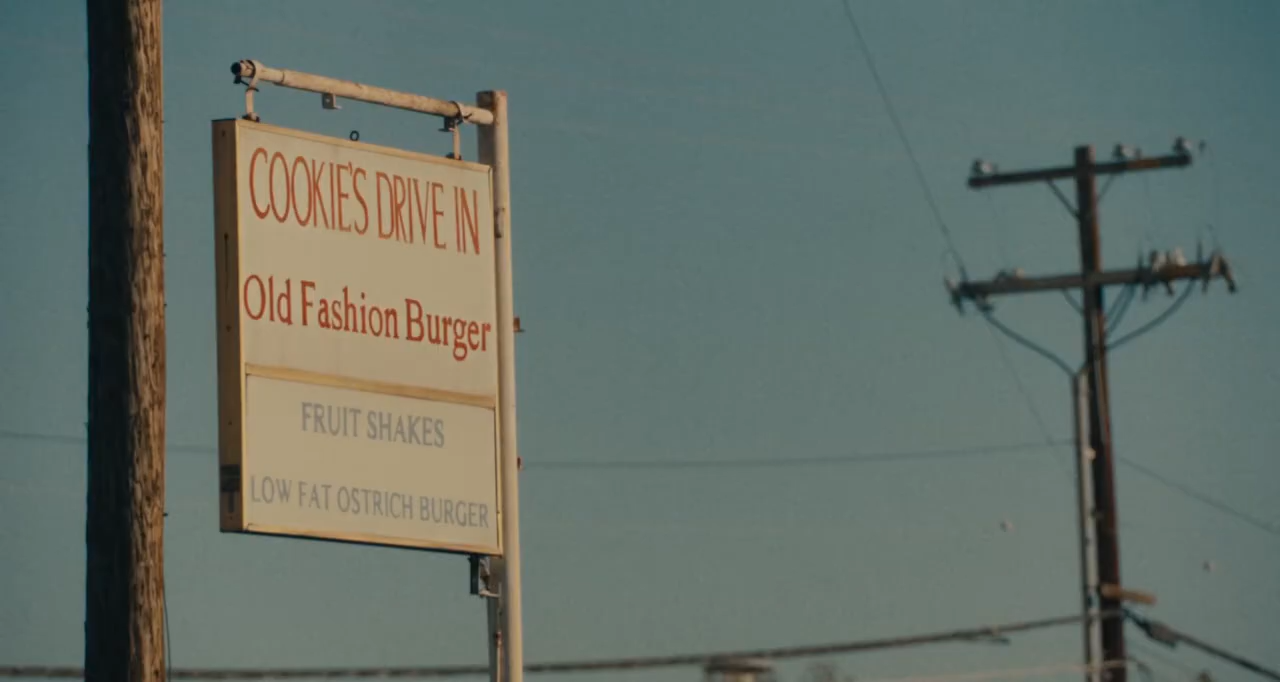 COOKIE'S DRIVE IN
Old Fashion Burger
FRUIT SHAKES
LOW FAT OSTRICH BURGER